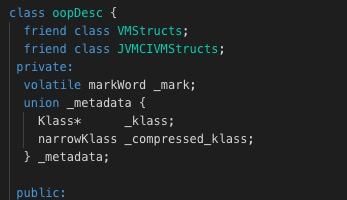 class oopDesc {
friend class VMStructs;
friend class JVMCIVMStructs;
private:
volatile markWord _mark;
union _metadata {
Klass* _klass;
narrowKlass _compressed_klass;
} _metadata;
public: